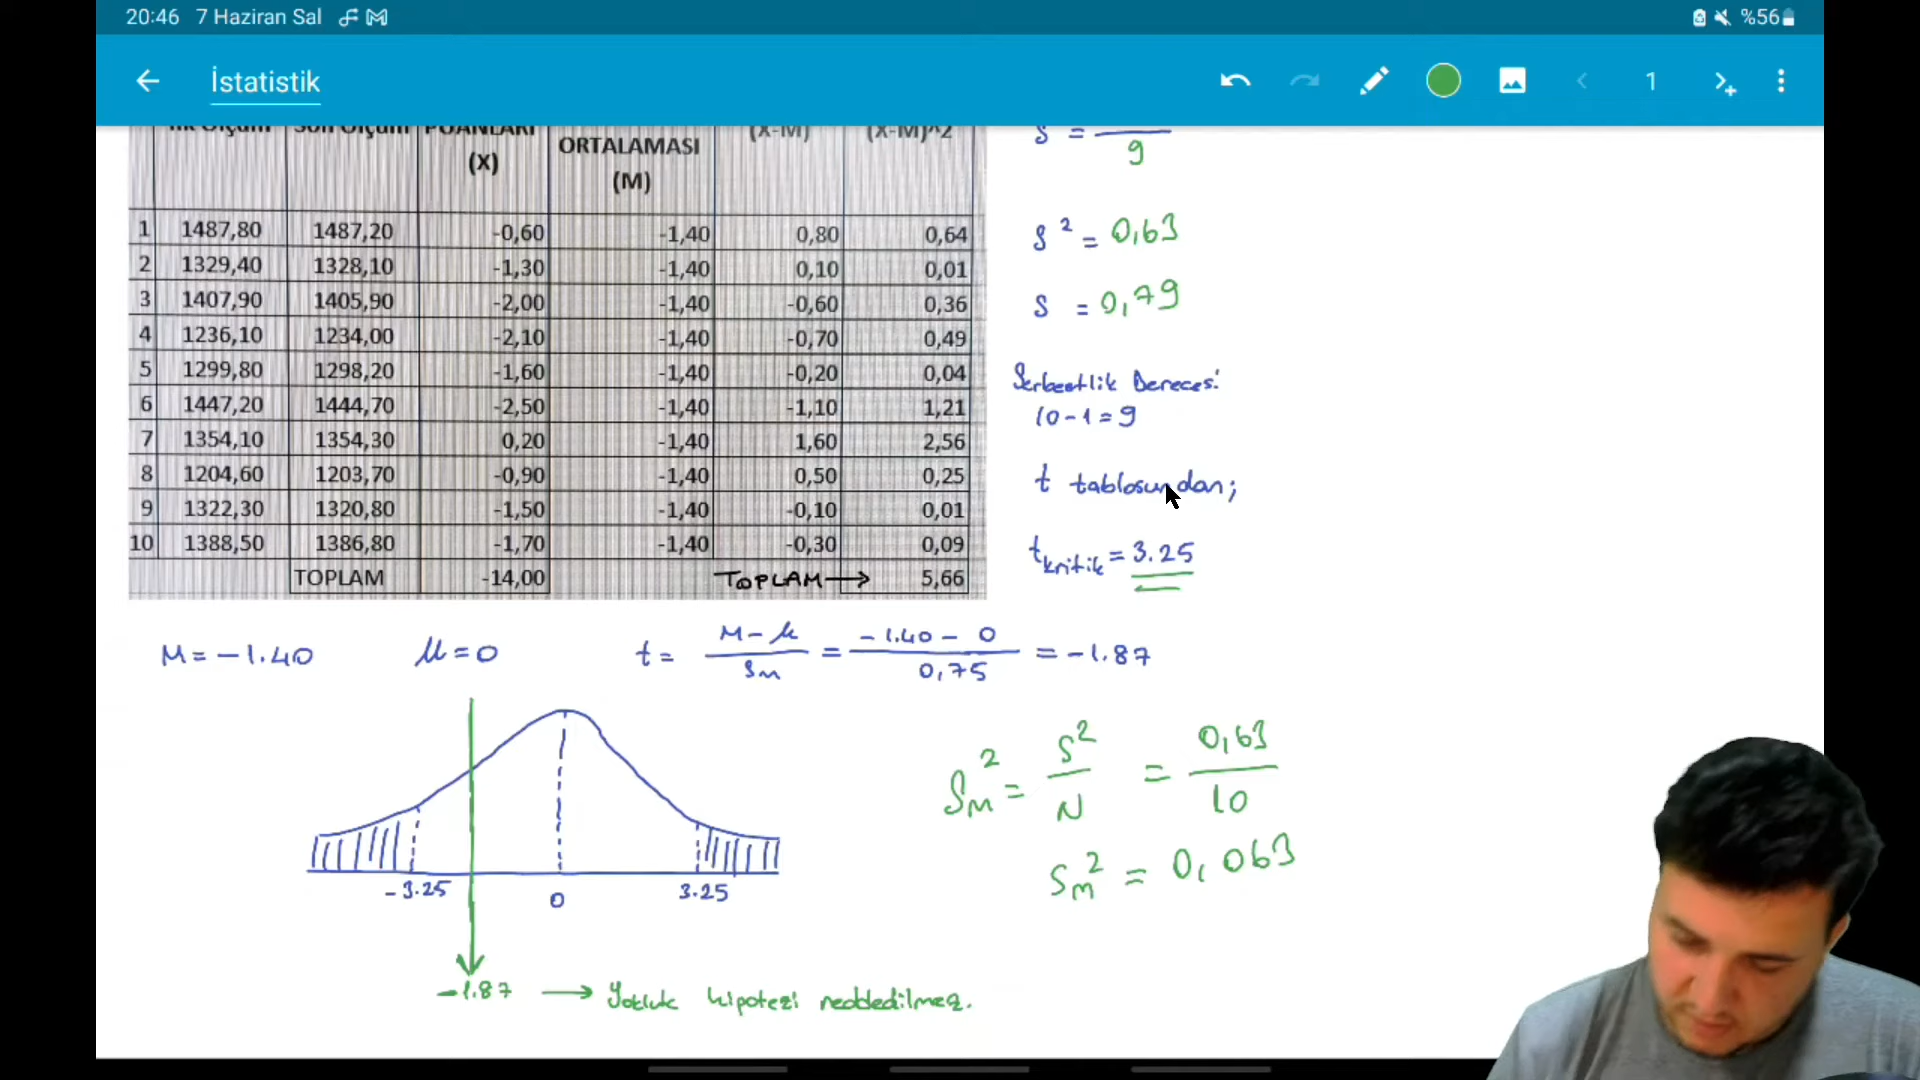 20:46 7 Haziran Sal %56
İstatistik 1
İlk Ölçüm Son Ölçüm PUANLARI (X) ORTALAMASI (M) (X-M) (X-M)^2
1 1487,80 1487,20 -0,60 -1,40 0,80 0,64
2 1329,40 1328,10 -1,30 -1,40 0,10 0,01
3 1407,90 1405,90 -2,00 -1,40 -0,60 0,36
4 1236,10 1234,00 -2,10 -1,40 -0,70 0,49
5 1299,80 1298,20 -1,60 -1,40 -0,20 0,04
6 1447,20 1444,70 -2,50 -1,40 -1,10 1,21
7 1354,10 1354,30 0,20 -1,40 1,60 2,56
8 1204,60 1203,70 -0,90 -1,40 0,50 0,25
9 1322,30 1320,80 -1,50 -1,40 -0,10 0,01
10 1388,50 1386,80 -1,70 -1,40 -0,30 0,09
TOPLAM -14,00 TOPLAM → 5,66
S = — 9
S² = 0,63
S = 0,79
Serbestlik Derecesi
10-1=9
t tablosundan;
tkritik = 3.25
M = -1.40 μ = 0 t = M-μ / SM = -1.40 - 0 / 0,75 = -1.87
-3.25 0 3.25
-1.87 → Yokluk hipotezi reddedilmez.
SM² = S² / N = 0,63 / 10
SM² = 0,063